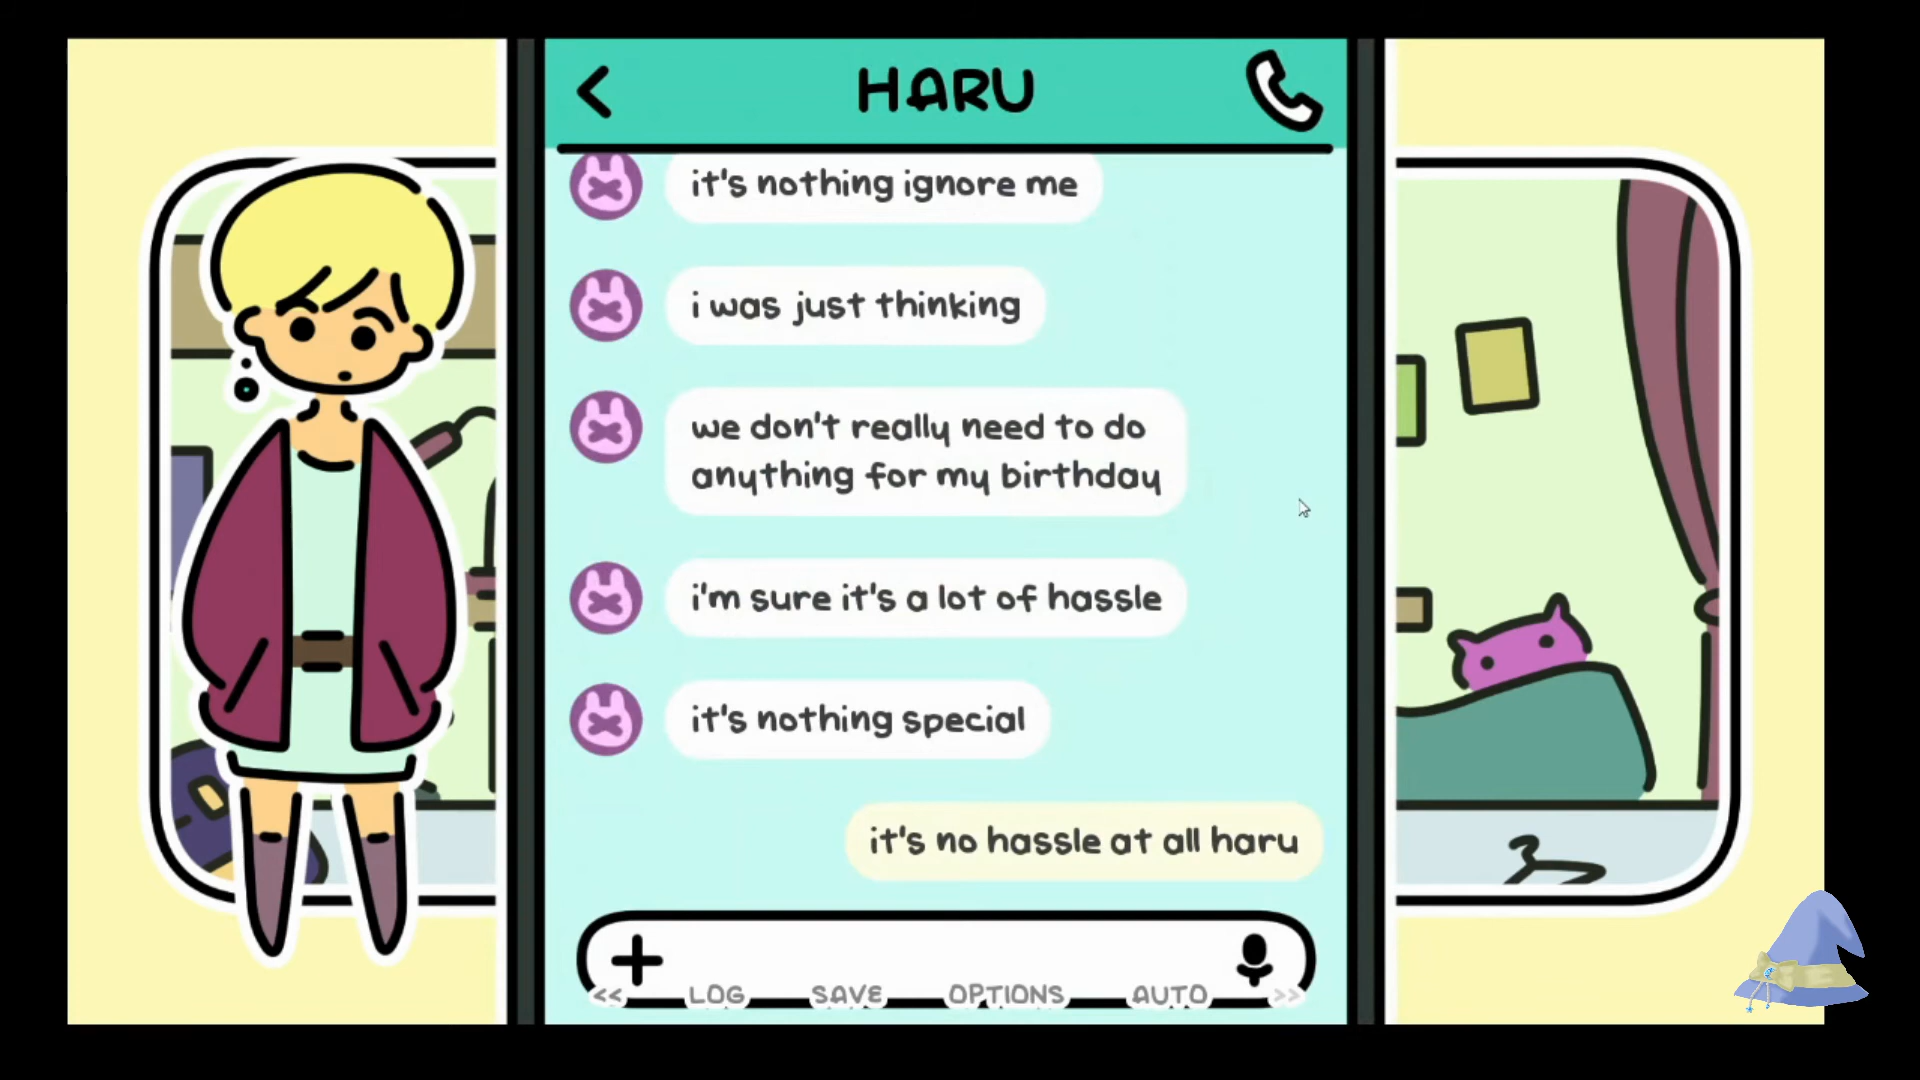 HARU
it's nothing ignore me
i was just thinking
we don't really need to do
anything for my birthday
i'm sure it's a lot of hassle
it's nothing special
it's no hassle at all haru
<< LOG SAVE OPTIONS AUTO >>